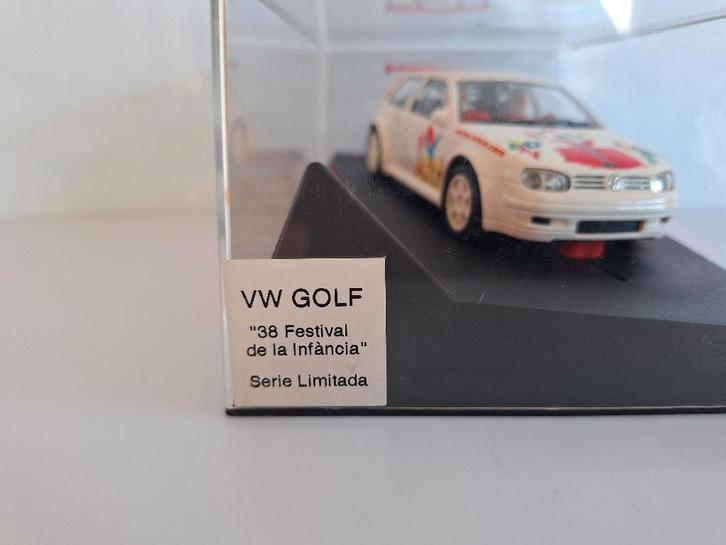 VW GOLF
"38 Festival
de la Infància"
Serie Limitada